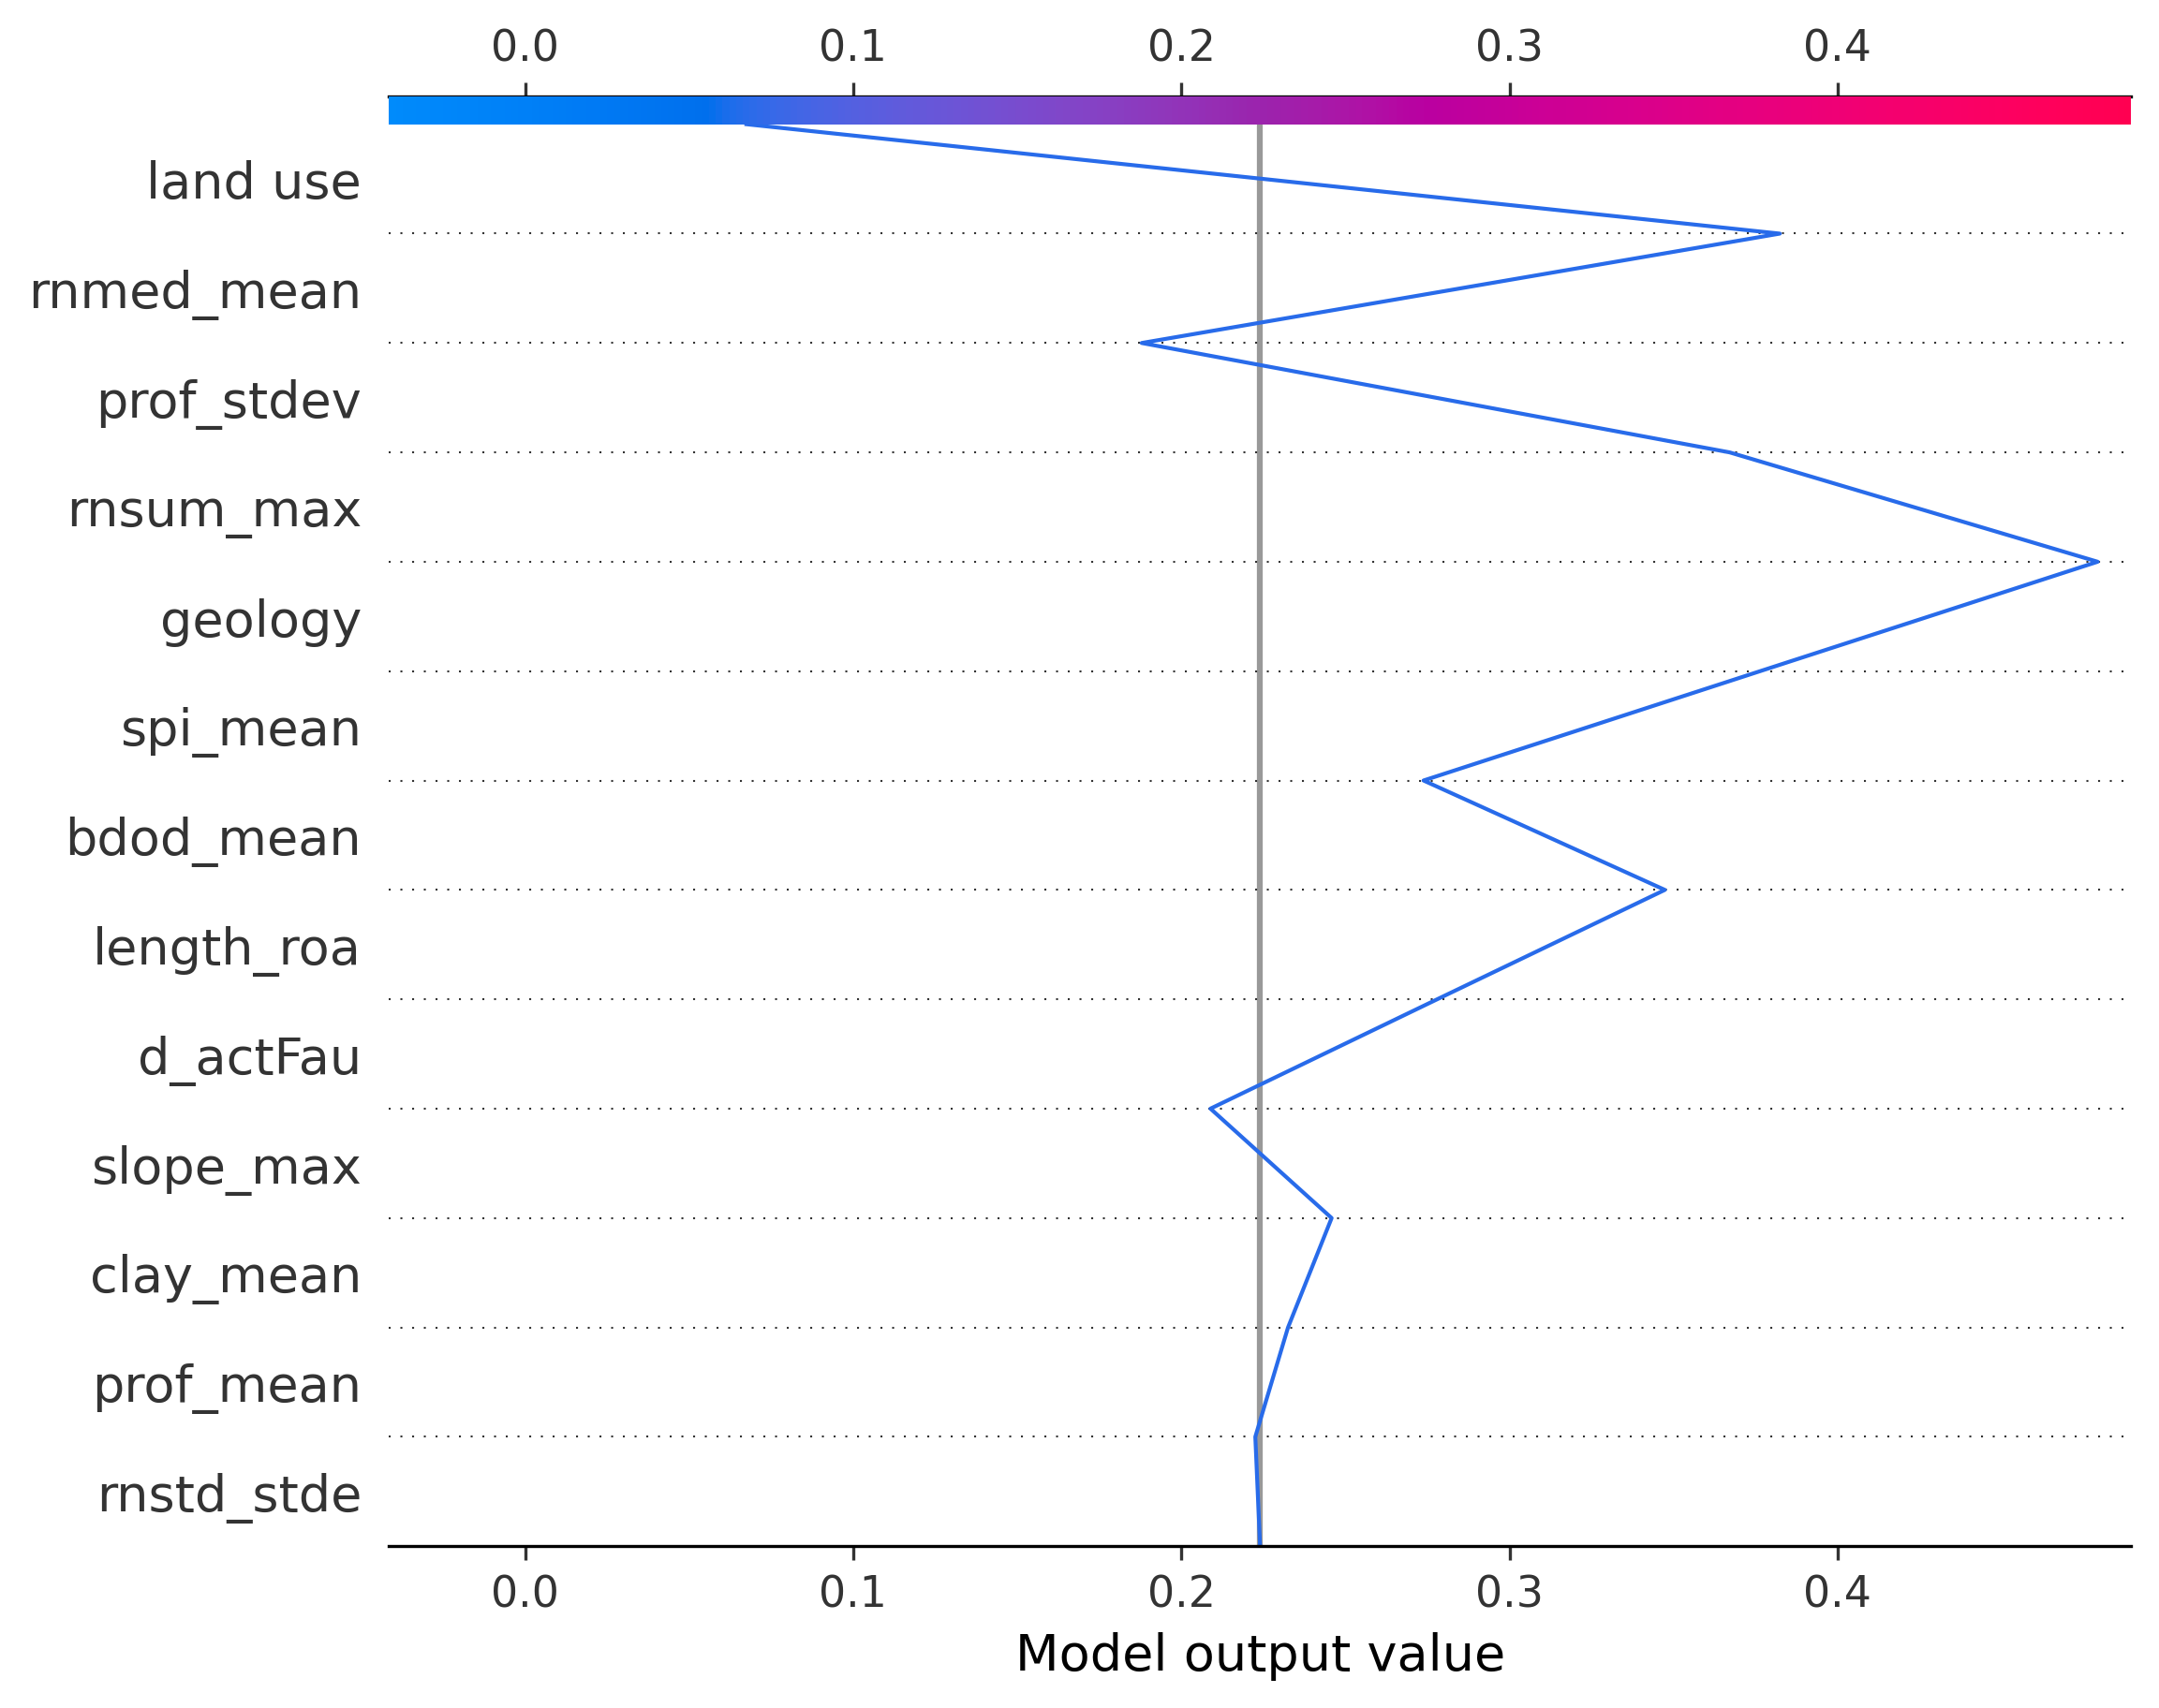 0.0 0.1 0.2 0.3 0.4
land use
rnmed_mean
prof_stdev
rnsum_max
geology
spi_mean
bdod_mean
length_roa
d_actFau
slope_max
clay_mean
prof_mean
rnstd_stde
0.0 0.1 0.2 0.3 0.4
Model output value